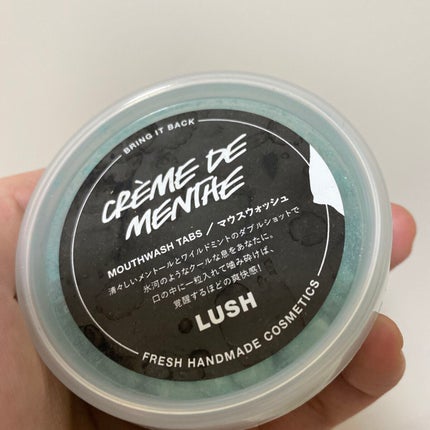 BRING IT BACK
CRÈME DE
MENTHE
MOUTHWASH TABS / マウスウォッシュ
清々しいメントールとワイルドミントのダブルショットで
氷河のようなクールな息をあなたに。
口の中に一粒入れて噛み砕けば、
覚醒するほどの爽快感!
LUSH
FRESH HANDMADE COSMETICS